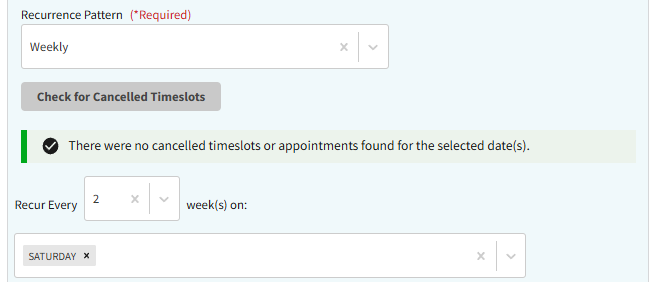 Recurrence Pattern (*Required)
Weekly
Check for Cancelled Timeslots
There were no cancelled timeslots or appointments found for the selected date(s).
Recur Every 2 week(s) on:
SATURDAY